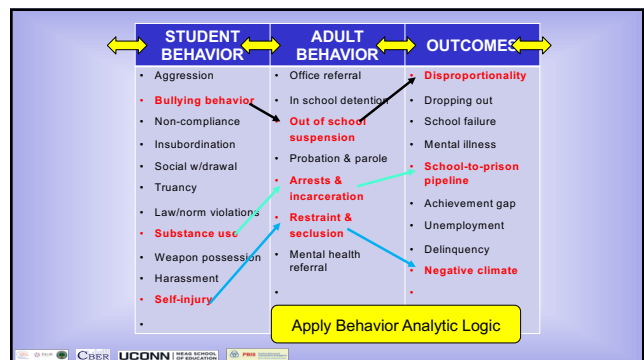 STUDENT
BEHAVIOR
• Aggression
• Bullying behavior
• Non-compliance
• Insubordination
• Social w/drawal
• Truancy
• Law/norm violations
• Substance use
• Weapon possession
• Harassment
• Self-injury
•
ADULT
BEHAVIOR
• Office referral
• In school detention
• Out of school
suspension
• Probation & parole
• Arrests &
incarceration
• Restraint &
seclusion
• Mental health
referral
•
OUTCOMES
• Disproportionality
• Dropping out
• School failure
• Mental illness
• School-to-prison
pipeline
• Achievement gap
• Unemployment
• Delinquency
• Negative climate
•
Apply Behavior Analytic Logic
CBER
UCONN
NEAG SCHOOL
OF EDUCATION
PBIS